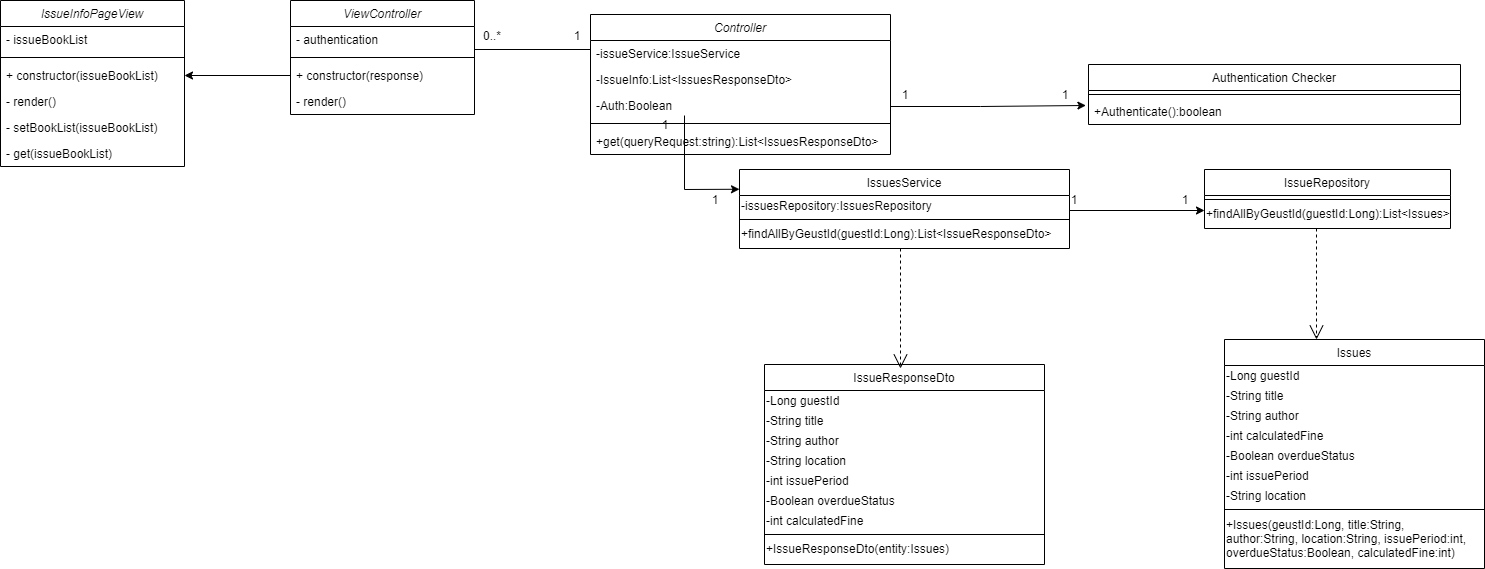 IssueInfoPageView
- issueBookList
+ constructor(issueBookList)
- render()
- setBookList(issueBookList)
- get(issueBookList)
ViewController
- authentication
+ constructor(response)
- render()
0..*
1
Controller
-issueService:IssueService
-IssueInfo:List<IssuesResponseDto>
-Auth:Boolean
+get(queryRequest:string):List<IssuesResponseDto>
1
1
1
1
Authentication Checker
+Authenticate():boolean
IssuesService
-issuesRepository:IssuesRepository
+findAllByGeustId(guestId:Long):List<IssueResponseDto>
1
1
IssueRepository
+findAllByGeustId(guestId:Long):List<Issues>
IssueResponseDto
-Long guestId
-String title
-String author
-String location
-int issuePeriod
-Boolean overdueStatus
-int calculatedFine
+IssueResponseDto(entity:Issues)
Issues
-Long guestId
-String title
-String author
-int calculatedFine
-Boolean overdueStatus
-int issuePeriod
-String location
+Issues(geustId:Long, title:String,
author:String, location:String, issuePeriod:int,
overdueStatus:Boolean, calculatedFine:int)